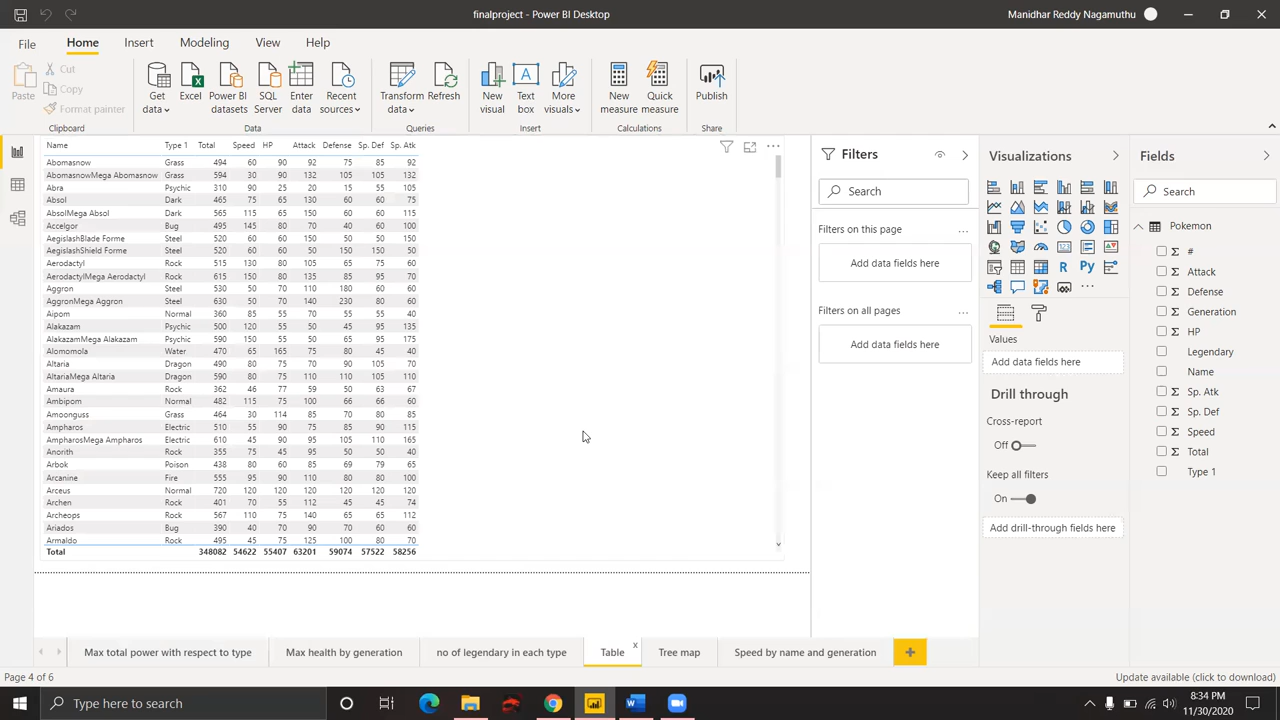 finalproject - Power BI Desktop
Manidhar Reddy Nagamuthu
File Home Insert Modeling View Help
Paste
Cut
Copy
Format painter
Clipboard
Get data
Excel
Power BI datasets
SQL Server
Enter data
Recent sources
Data
Transform data
Refresh
Queries
New visual
Text box
More visuals
Insert
New measure
Quick measure
Calculations
Publish
Share
Name Type 1 Total Speed HP Attack Defense Sp. Def Sp. Atk
Abomasnow Grass 494 60 90 92 75 85 92
AbomasnowMega Abomasnow Grass 594 30 90 132 105 105 132
Abra Psychic 310 90 25 20 15 55 105
Absol Dark 465 75 65 130 60 60 75
AbsolMega Absol Dark 565 115 65 150 60 60 115
Accelgor Bug 495 145 80 70 40 60 100
AegislashBlade Forme Steel 520 60 60 150 50 50 150
AegislashShield Forme Steel 520 60 60 50 150 150 50
Aerodactyl Rock 515 130 80 105 65 75 60
AerodactylMega Aerodactyl Rock 615 150 80 135 85 95 70
Aggron Steel 530 50 70 110 180 60 60
AggronMega Aggron Steel 630 50 70 140 230 80 60
Aipom Normal 360 85 55 70 55 55 40
Alakazam Psychic 500 120 55 50 45 95 135
AlakazamMega Alakazam Psychic 590 150 55 50 65 95 175
Alomomola Water 470 65 165 75 80 45 40
Altaria Dragon 490 80 75 70 90 105 70
AltariaMega Altaria Dragon 590 80 75 110 110 105 110
Amaura Rock 362 46 77 59 50 63 67
Ambipom Normal 482 115 75 100 66 66 60
Amoonguss Grass 464 30 114 85 70 80 85
Ampharos Electric 510 55 90 75 85 90 115
AmpharosMega Ampharos Electric 610 45 90 95 105 110 165
Anorith Rock 355 75 45 95 50 50 40
Arbok Poison 438 80 60 85 69 79 65
Arcanine Fire 555 95 90 110 80 80 100
Arceus Normal 720 120 120 120 120 120 120
Archen Rock 401 70 55 112 45 45 74
Archeops Rock 567 110 75 140 65 65 112
Ariados Bug 390 40 70 90 70 60 60
Armaldo Rock 495 45 75 125 100 80 70
Total 348082 54622 55407 63201 59074 57522 58256
Filters
Search
Filters on this page
Add data fields here
Filters on all pages
Add data fields here
Visualizations
R
Py
Values
Add data fields here
Drill through
Cross-report
Off
Keep all filters
On
Add drill-through fields here
Fields
Search
Pokemon
#
Attack
Defense
Generation
HP
Legendary
Name
Sp. Atk
Sp. Def
Speed
Total
Type 1
Max total power with respect to type
Max health by generation
no of legendary in each type
Table
x
Tree map
Speed by name and generation
+
Page 4 of 6
Update available (click to download)
Type here to search
8:34 PM
11/30/2020